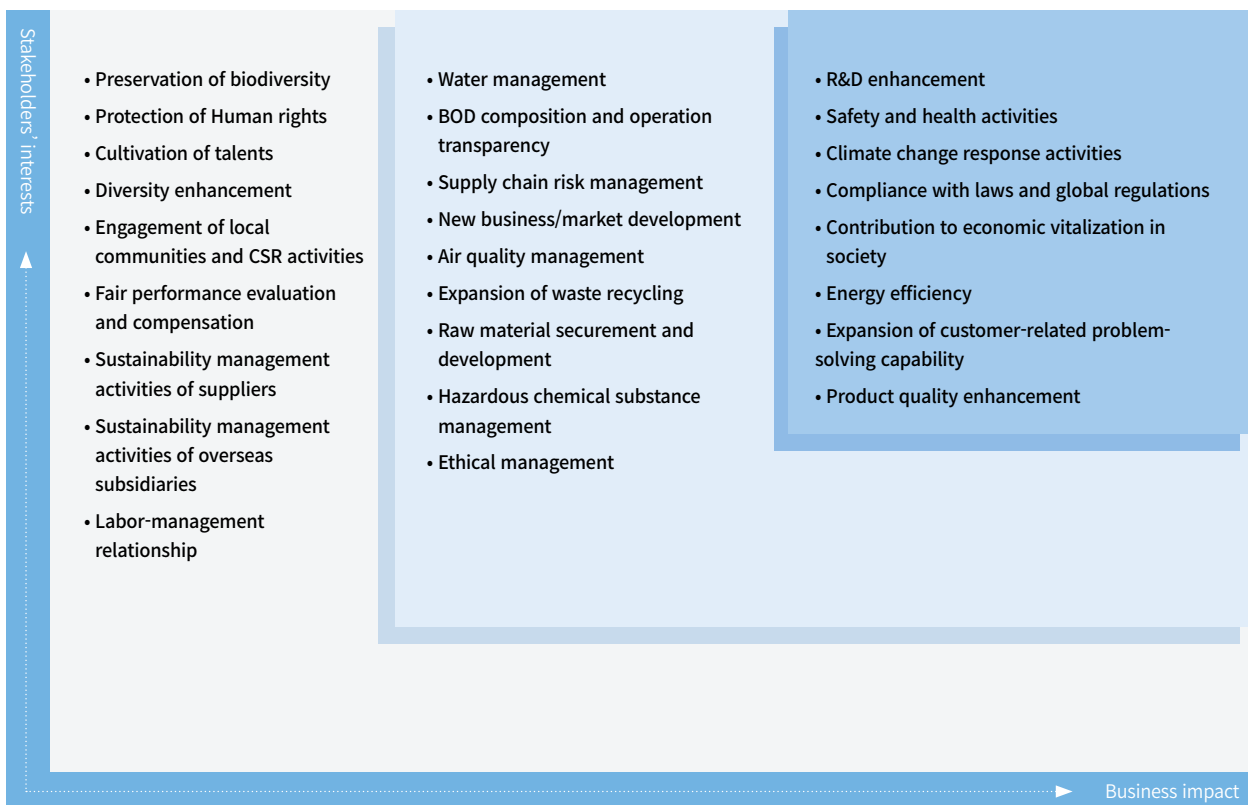 Stakeholders' interests
• Preservation of biodiversity
• Protection of Human rights
• Cultivation of talents
• Diversity enhancement
• Engagement of local
communities and CSR activities
• Fair performance evaluation
and compensation
• Sustainability management
activities of suppliers
• Sustainability management
activities of overseas
subsidiaries
• Labor-management
relationship
• Water management
• BOD composition and operation
transparency
• Supply chain risk management
• New business/market development
• Air quality management
• Expansion of waste recycling
• Raw material securement and
development
• Hazardous chemical substance
management
• Ethical management
• R&D enhancement
• Safety and health activities
• Climate change response activities
• Compliance with laws and global regulations
• Contribution to economic vitalization in
society
• Energy efficiency
• Expansion of customer-related problem-
solving capability
• Product quality enhancement
Business impact